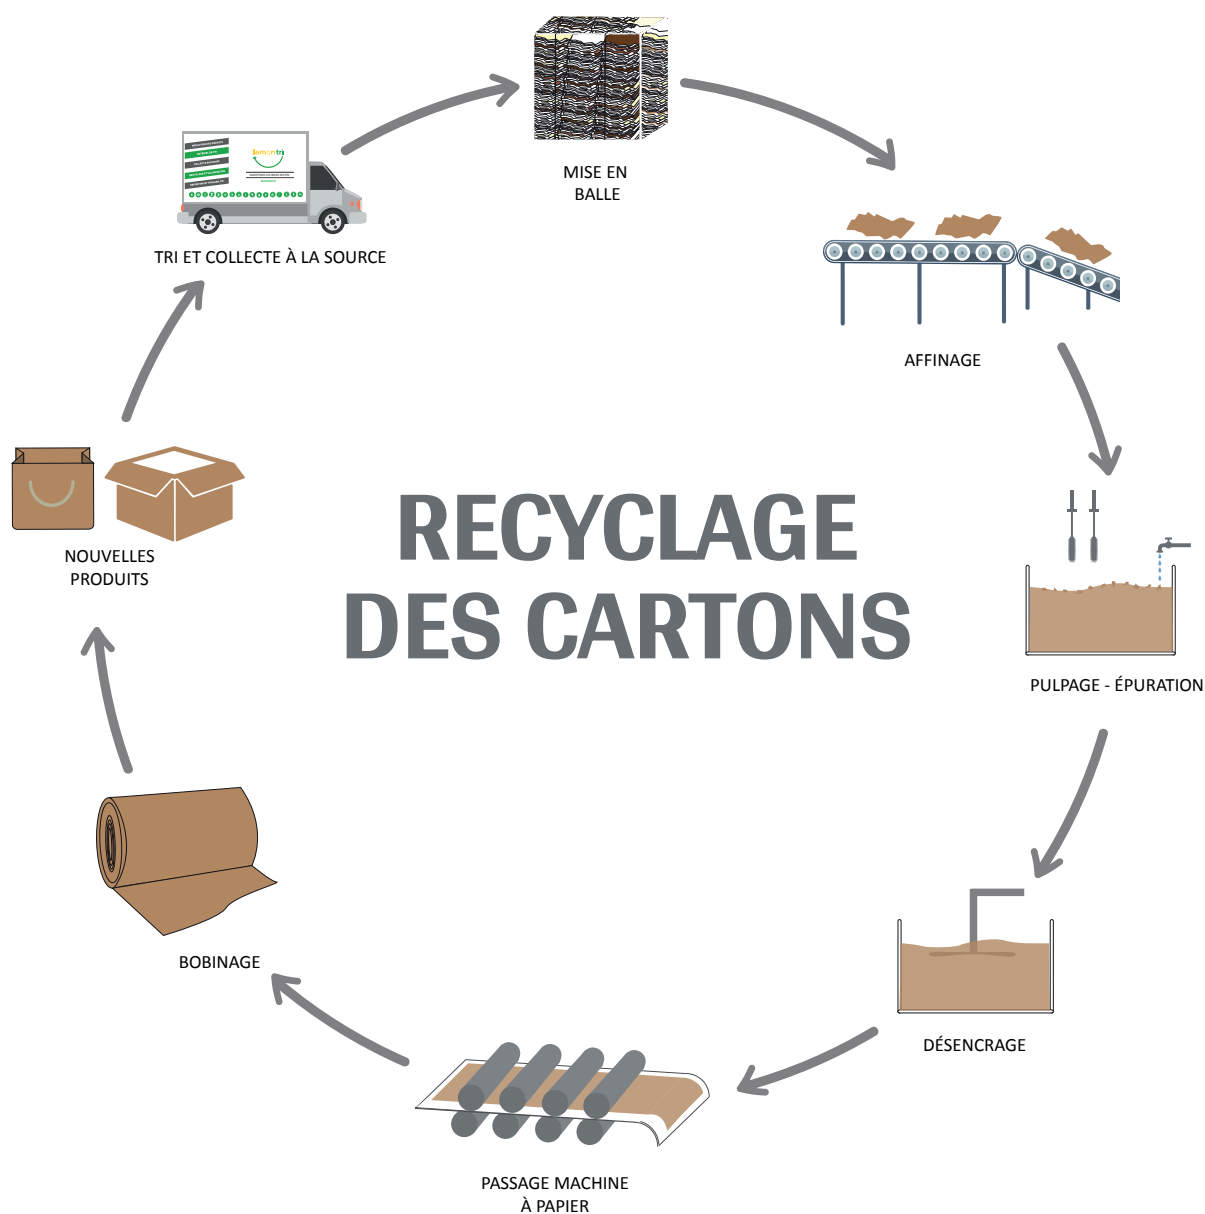 MISE EN
BALLE
lemontri
TRI ET COLLECTE À LA SOURCE
AFFINAGE
NOUVELLES
PRODUITS
RECYCLAGE
DES CARTONS
PULPAGE - ÉPURATION
BOBINAGE
DÉSENCRAGE
PASSAGE MACHINE
À PAPIER